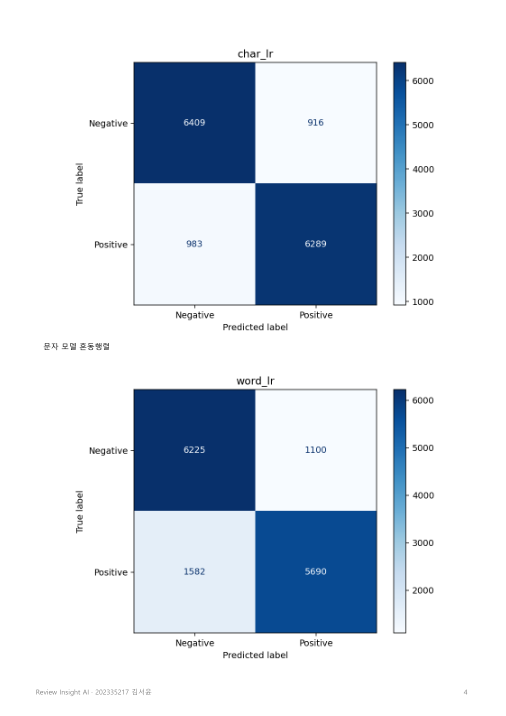 char_lr
6000
Negative
6409
916
5000
4000
True label
3000
Positive
983
6289
2000
1000
Negative
Positive
Predicted label
문자 모델 혼동행렬
word_lr
6000
Negative
6225
1100
5000
4000
True label
3000
Positive
1582
5690
2000
Negative
Positive
Predicted label
Review Insight AI · 202335217 김서윤
4